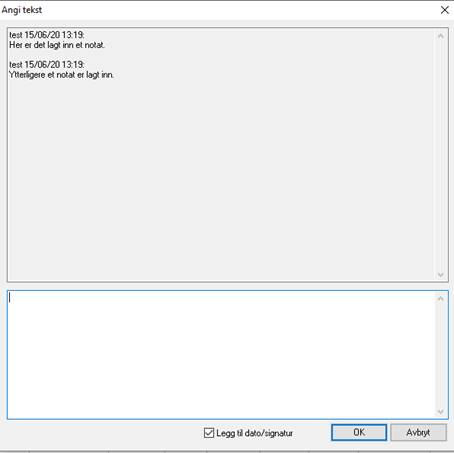 Angi tekst
test 15/06/20 13:19:
Her er det lagt inn et notat.
test 15/06/20 13:19:
Ytterligere et notat er lagt inn.
Legg til dato/signatur
OK
Avbryt